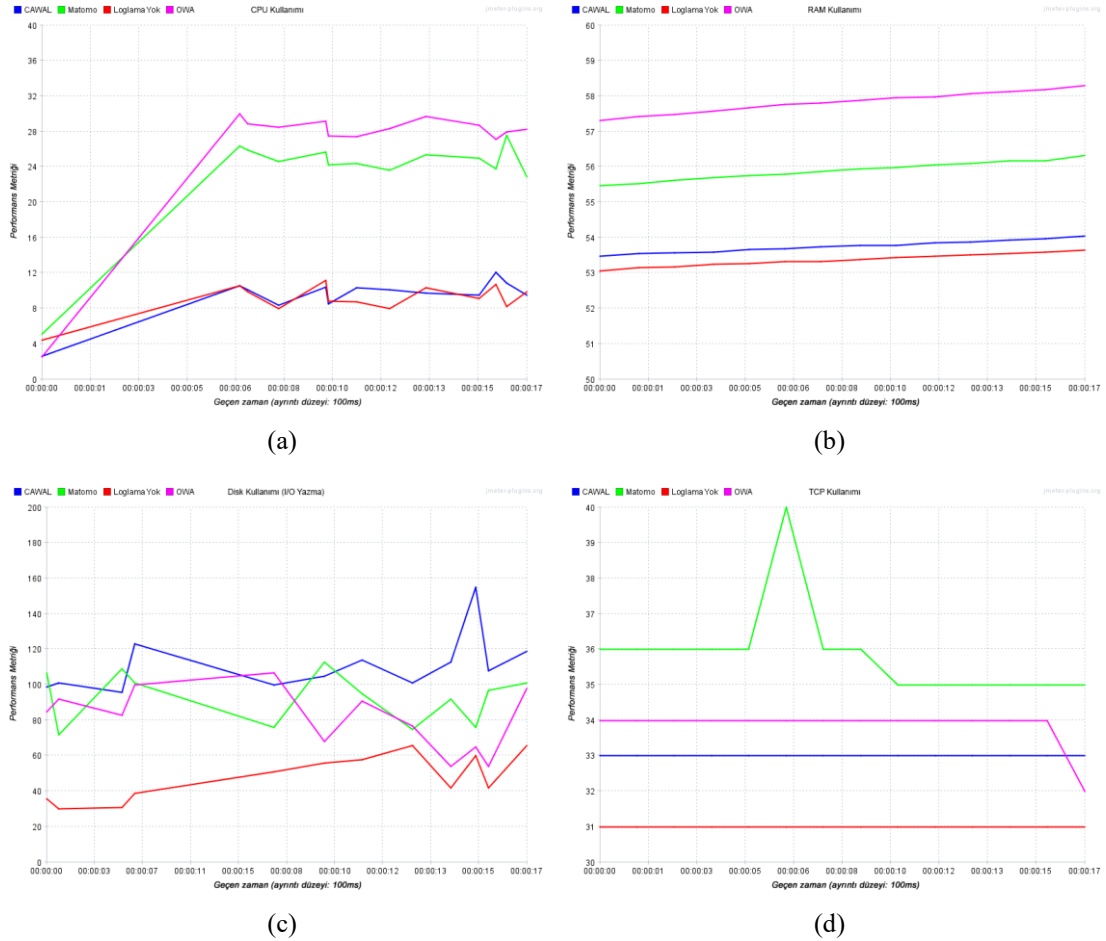 CAWAL Matomo Loglama Yok OWA CPU Kullanımı jmeter-plugins.org
40
36
32
28
24
20
16
12
8
4
0
Performans Metriği
00:00:00 00:00:01 00:00:03 00:00:05 00:00:06 00:00:08 00:00:10 00:00:12 00:00:13 00:00:15 00:00:17
Geçen zaman (ayrıntı düzeyi: 100ms)
(a)
CAWAL Matomo Loglama Yok OWA RAM Kullanımı jmeter-plugins.org
60
59
58
57
56
55
54
53
52
51
50
Performans Metriği
00:00:00 00:00:01 00:00:03 00:00:05 00:00:06 00:00:08 00:00:10 00:00:12 00:00:13 00:00:15 00:00:17
Geçen zaman (ayrıntı düzeyi: 100ms)
(b)
CAWAL Matomo Loglama Yok OWA Disk Kullanımı (I/O Yazma) jmeter-plugins.org
200
180
160
140
120
100
80
60
40
20
0
Performans Metriği
00:00:00 00:00:03 00:00:07 00:00:11 00:00:07 00:00:08 00:00:10 00:00:12 00:00:13 00:00:15 00:00:17
Geçen zaman (ayrıntı düzeyi: 100ms)
(c)
CAWAL Matomo Loglama Yok OWA TCP Kullanımı jmeter-plugins.org
40
39
38
37
36
35
34
33
32
31
30
Performans Metriği
00:00:00 00:00:01 00:00:03 00:00:05 00:00:06 00:00:08 00:00:10 00:00:12 00:00:13 00:00:15 00:00:17
Geçen zaman (ayrıntı düzeyi: 100ms)
(d)